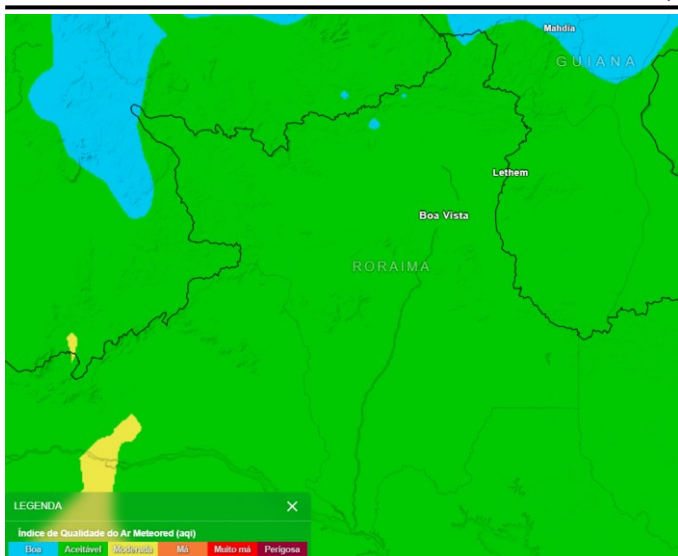 Mahdia
GUIANA
Lethem
Boa Vista
RORAIMA
LEGENDA
Índice de Qualidade do Ar Meteored (aqi)
Boa Aceitável Moderada Má Muito má Perigosa